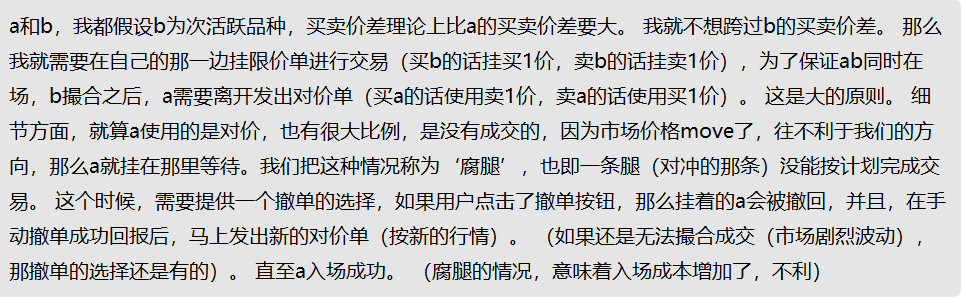 a和b，我都假设b为次活跃品种，买卖价差理论上比a的买卖价差要大。 我就不想跨过b的买卖价差。 那么
我就需要在自己的那一边挂限价单进行交易（买b的话挂买1价，卖b的话挂卖1价），为了保证ab同时在
场，b撮合之后，a需要离开发出对价单（买a的话使用卖1价，卖a的话使用买1价）。 这是大的原则。 细
节方面，就算a使用的是对价，也有很大比例，是没有成交的，因为市场价格move了，往不利于我们的方
向，那么a就挂在那里等待。我们把这种情况称为‘腐腿’，也即一条腿（对冲的那条）没能按计划完成交
易。 这个时候，需要提供一个撤单的选择，如果用户点击了撤单按钮，那么挂着的a会被撤回，并且，在手
动撤单成功回报后，马上发出新的对价单（按新的行情）。 （如果还是无法撮合成交（市场剧烈波动），
那撤单的选择还是有的）。 直至a入场成功。 （腐腿的情况，意味着入场成本增加了，不利）